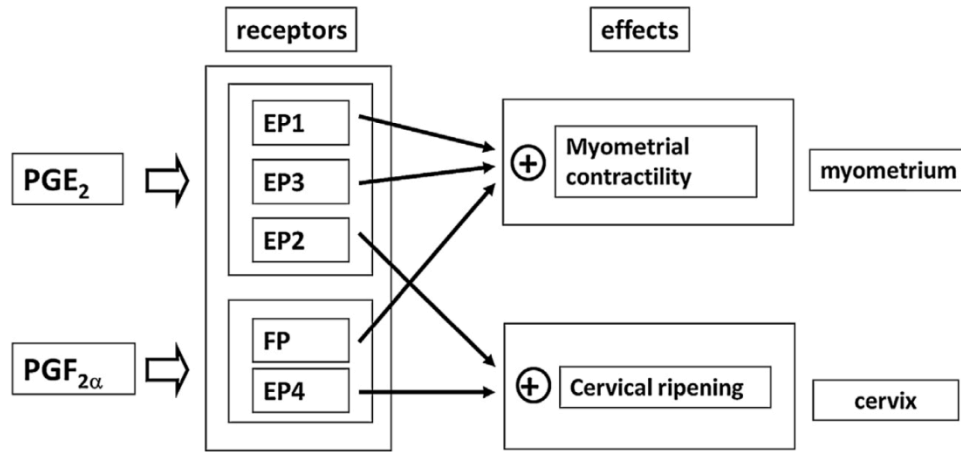 receptors
effects
PGE₂
EP1
EP3
EP2
+
Myometrial
contractility
myometrium
PGF₂α
FP
EP4
+
Cervical ripening
cervix